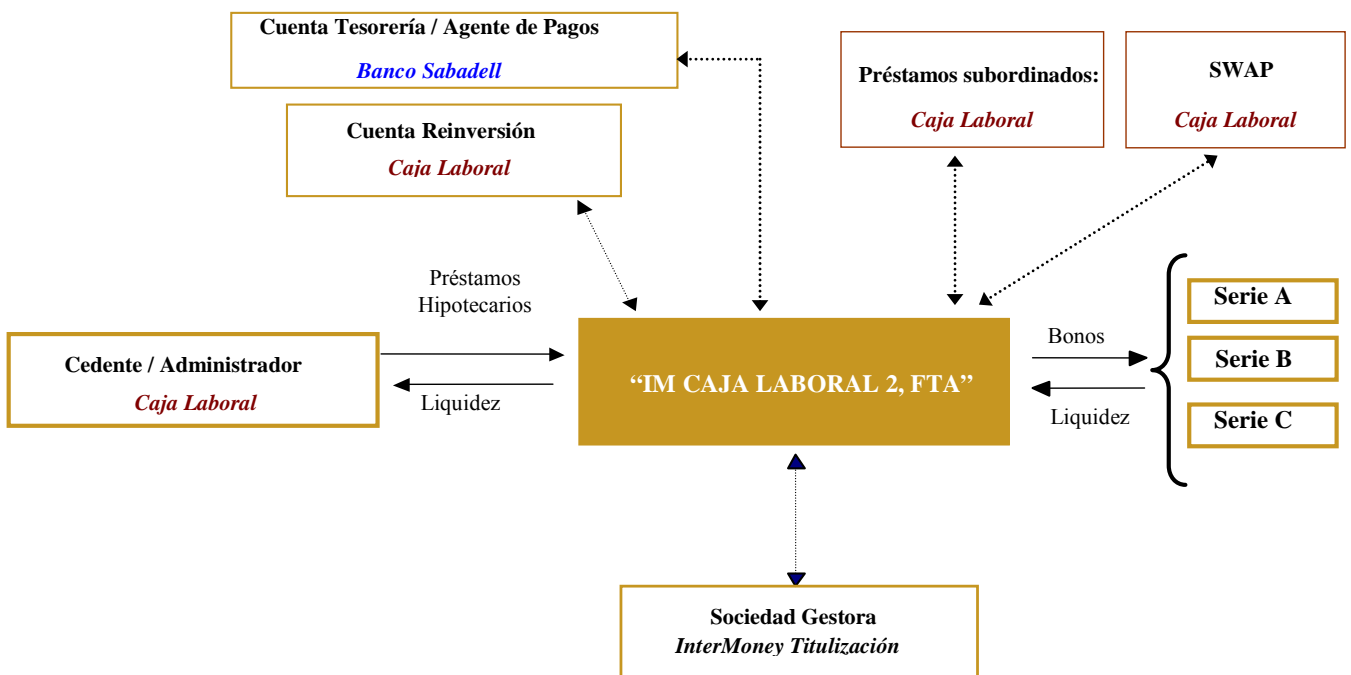 Cuenta Tesorería / Agente de Pagos
Banco Sabadell
Cuenta Reinversión
Caja Laboral
Préstamos subordinados:
Caja Laboral
SWAP
Caja Laboral
Préstamos
Hipotecarios
Cedente / Administrador
Caja Laboral
Liquidez
“IM CAJA LABORAL 2, FTA”
Bonos
Liquidez
Serie A
Serie B
Serie C
Sociedad Gestora
InterMoney Titulización